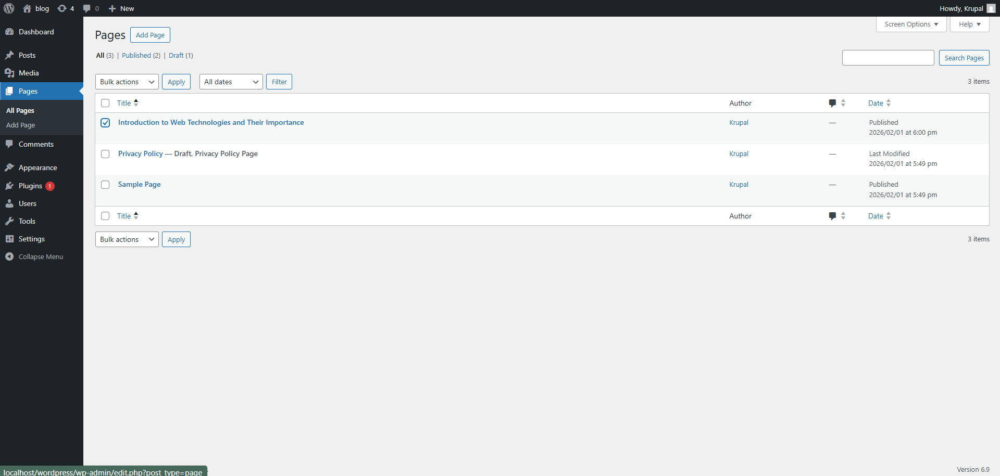 blog 4 0 New Howdy, Krupal
Screen Options Help
Dashboard
Posts
Media
Pages
All Pages
Add Page
Comments
Appearance
Plugins 1
Users
Tools
Settings
Collapse Menu
Pages Add Page
All (3) | Published (2) | Draft (1)
Search Pages
Bulk actions Apply All dates Filter 3 items
Title Author Date
Introduction to Web Technologies and Their Importance Krupal — Published
2026/02/01 at 6:00 pm
Privacy Policy — Draft, Privacy Policy Page Krupal — Last Modified
2026/02/01 at 5:49 pm
Sample Page Krupal — Published
2026/02/01 at 5:49 pm
Title Author Date
Bulk actions Apply 3 items
Version 6.9
localhost/wordpress/wp-admin/edit.php?post_type=page